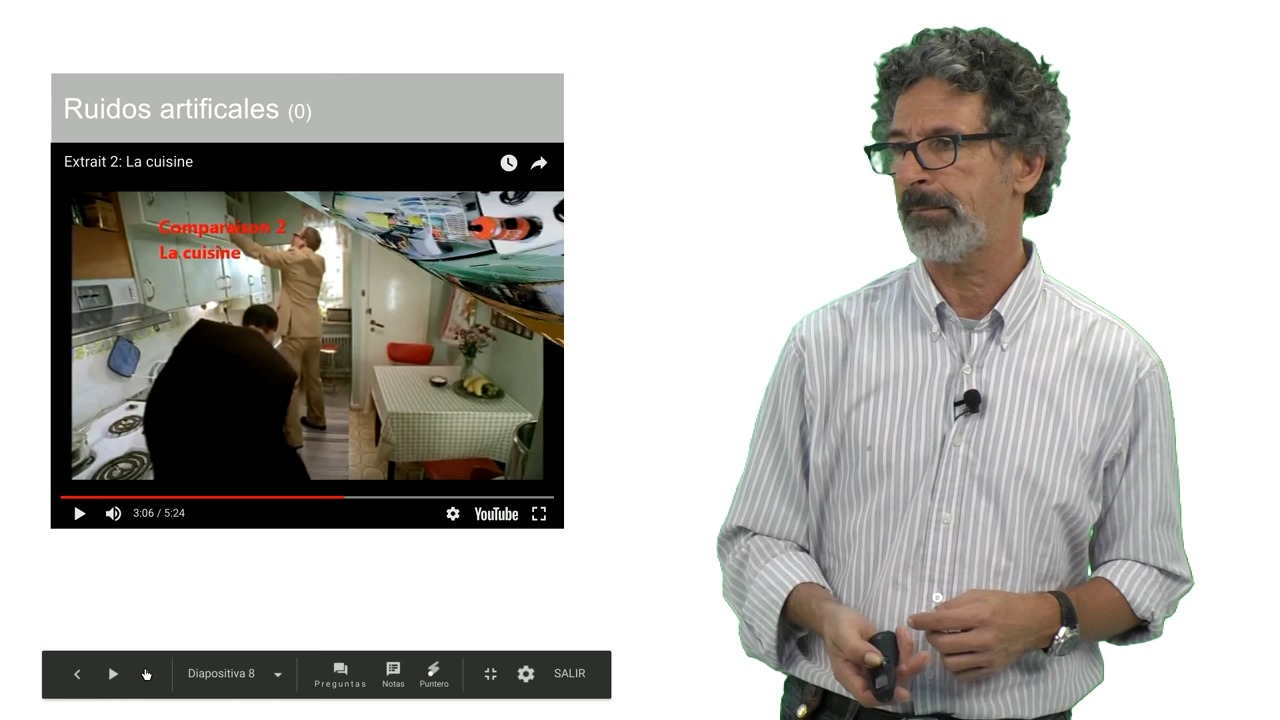 Ruidos artificales (0)
Extrait 2: La cuisine
Comparaison 2
La cuisine
3:06 / 5:24
YouTube
Diapositiva 8
Preguntas
Notas
Puntero
SALIR